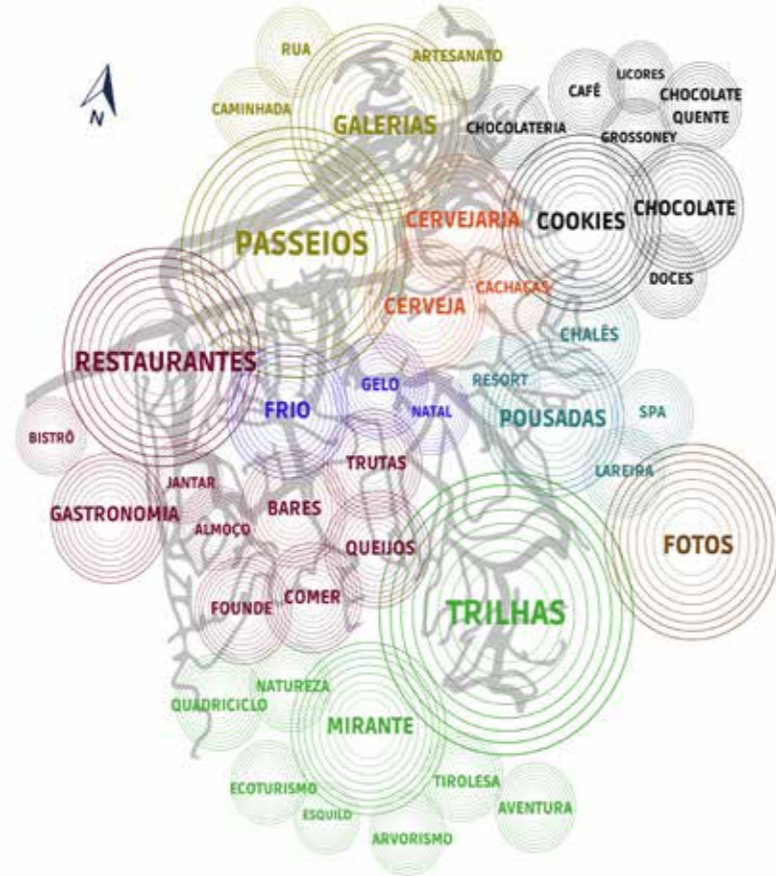 RUA
ARTESANATO
CAMINHADA
GALERIAS
N
CHOCOLATERIA
CAFÊ
LICORES
CHOCOLATE
QUENTE
GROSSONEY
PASSEIOS
CERVEJARIA
COOKIES
CHOCOLATE
DOCES
CERVEJA
CACHAÇAS
RESTAURANTES
CHALÊS
FRIO
GELO
NATAL
RESORT
POUSADAS
SPA
LAREIRA
BISTRÔ
GASTRONOMIA
JANTAR
ALMOÇO
BARES
TRUTAS
QUEIJOS
FOUNDE
COMER
FOTOS
TRILHAS
QUADRICICLO
NATUREZA
MIRANTE
ECOTURISMO
ESQUILO
ARVORISMO
TIROLESA
AVENTURA